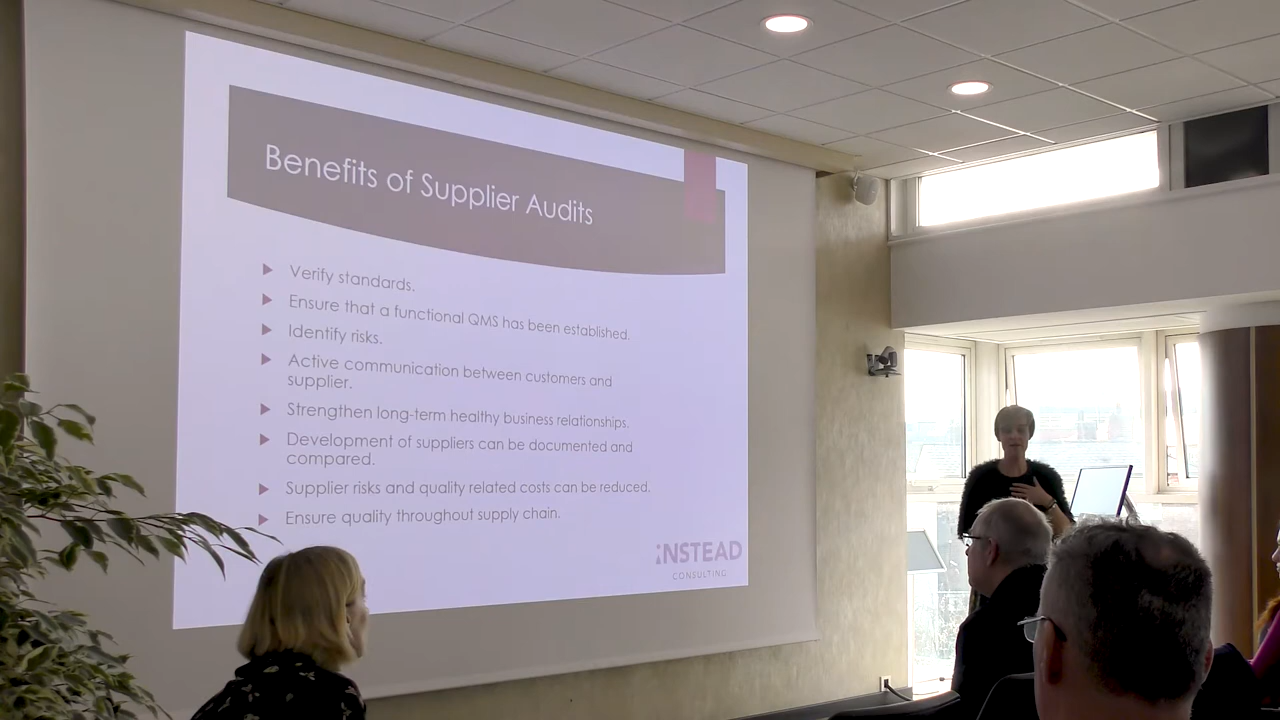 Benefits of Supplier Audits
Verify standards.
Ensure that a functional QMS has been established.
Identify risks.
Active communication between customers and
supplier.
Strengthen long-term healthy business relationships.
Development of suppliers can be documented and
compared.
Supplier risks and quality related costs can be reduced.
Ensure quality throughout supply chain.
INSTEAD
CONSULTING